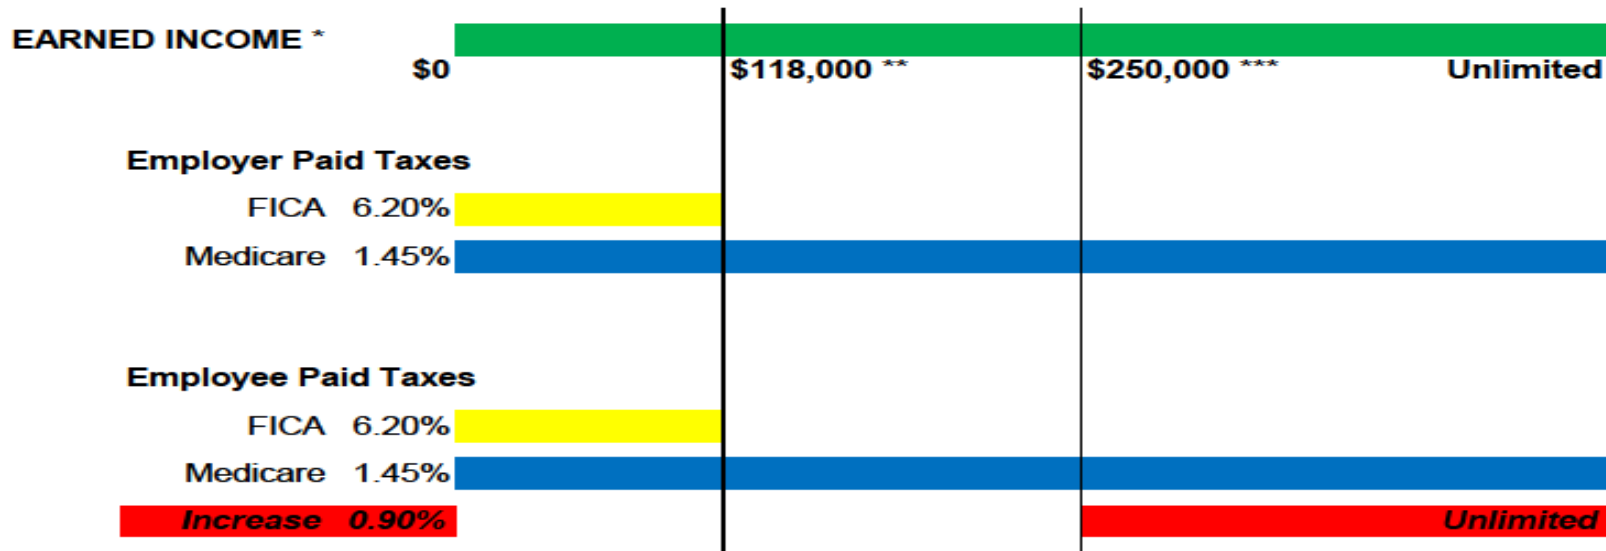 EARNED INCOME *
$0 $118,000 ** $250,000 *** Unlimited
Employer Paid Taxes
FICA 6.20%
Medicare 1.45%
Employee Paid Taxes
FICA 6.20%
Medicare 1.45%
Increase 0.90% Unlimited